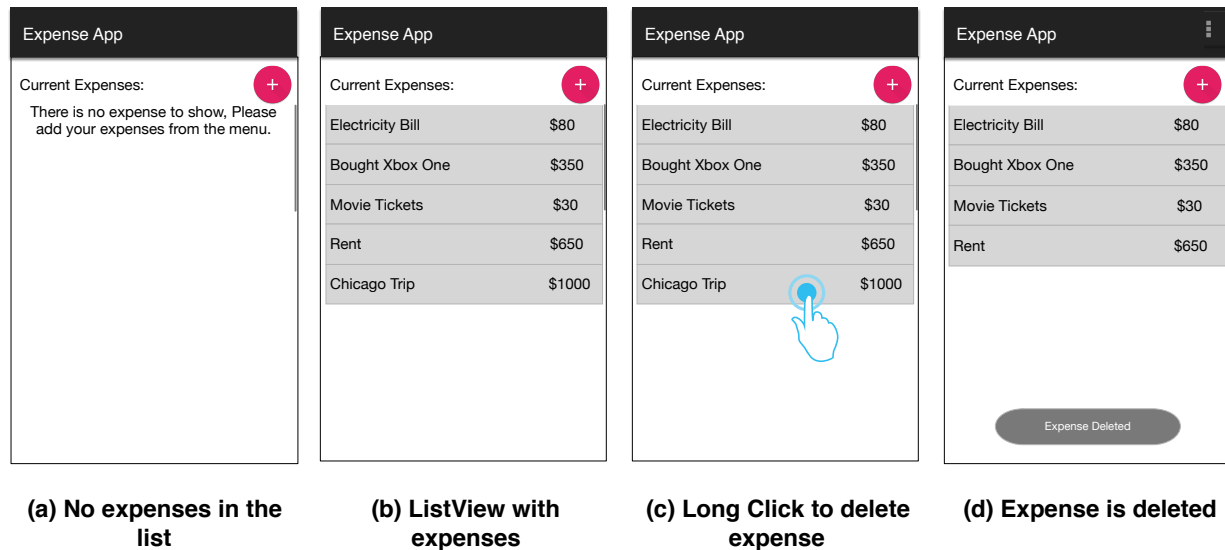 Expense App
Current Expenses:
+
There is no expense to show, Please
add your expenses from the menu.
(a) No expenses in the
list
Expense App
Current Expenses:
+
Electricity Bill $80
Bought Xbox One $350
Movie Tickets $30
Rent $650
Chicago Trip $1000
(b) ListView with
expenses
Expense App
Current Expenses:
+
Electricity Bill $80
Bought Xbox One $350
Movie Tickets $30
Rent $650
Chicago Trip $1000
(c) Long Click to delete
expense
Expense App
Current Expenses:
+
Electricity Bill $80
Bought Xbox One $350
Movie Tickets $30
Rent $650
Expense Deleted
(d) Expense is deleted